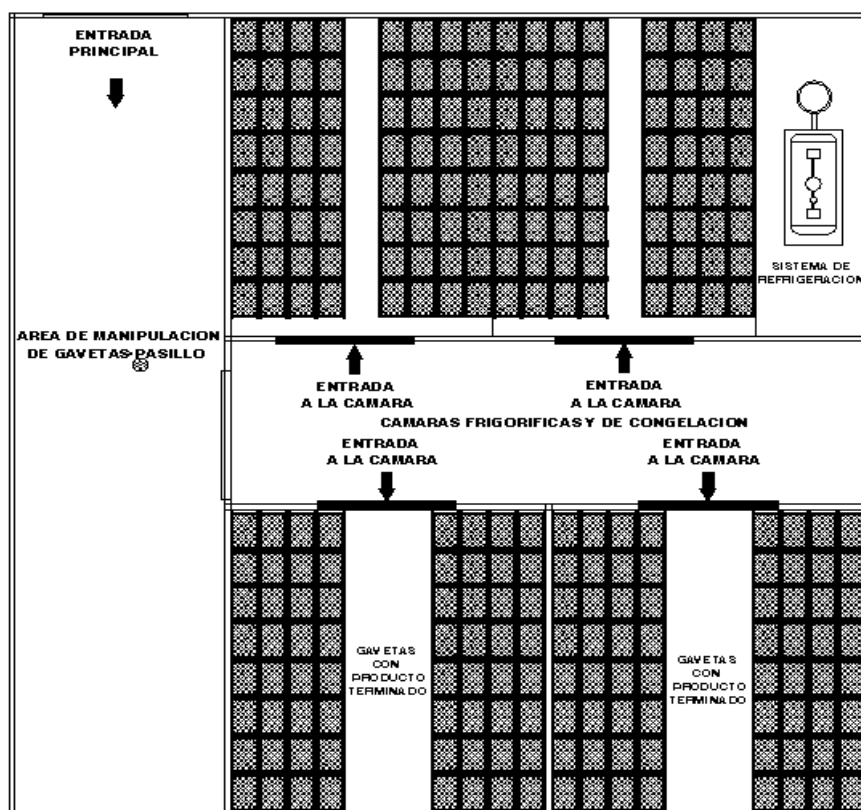 ENTRADA
PRINCIPAL
SISTEMA DE
REFRIGERACION
AREA DE MANIPULACION
DE GAVETAS-PASILLO
ENTRADA
A LA CAMARA
ENTRADA
A LA CAMARA
CAMARAS FRIGORIFICAS Y DE CONGELACION
ENTRADA
A LA CAMARA
ENTRADA
A LA CAMARA
GAVETAS
CON
PRODUCTO
TERMINADO
GAVETAS
CON
PRODUCTO
TERMINADO